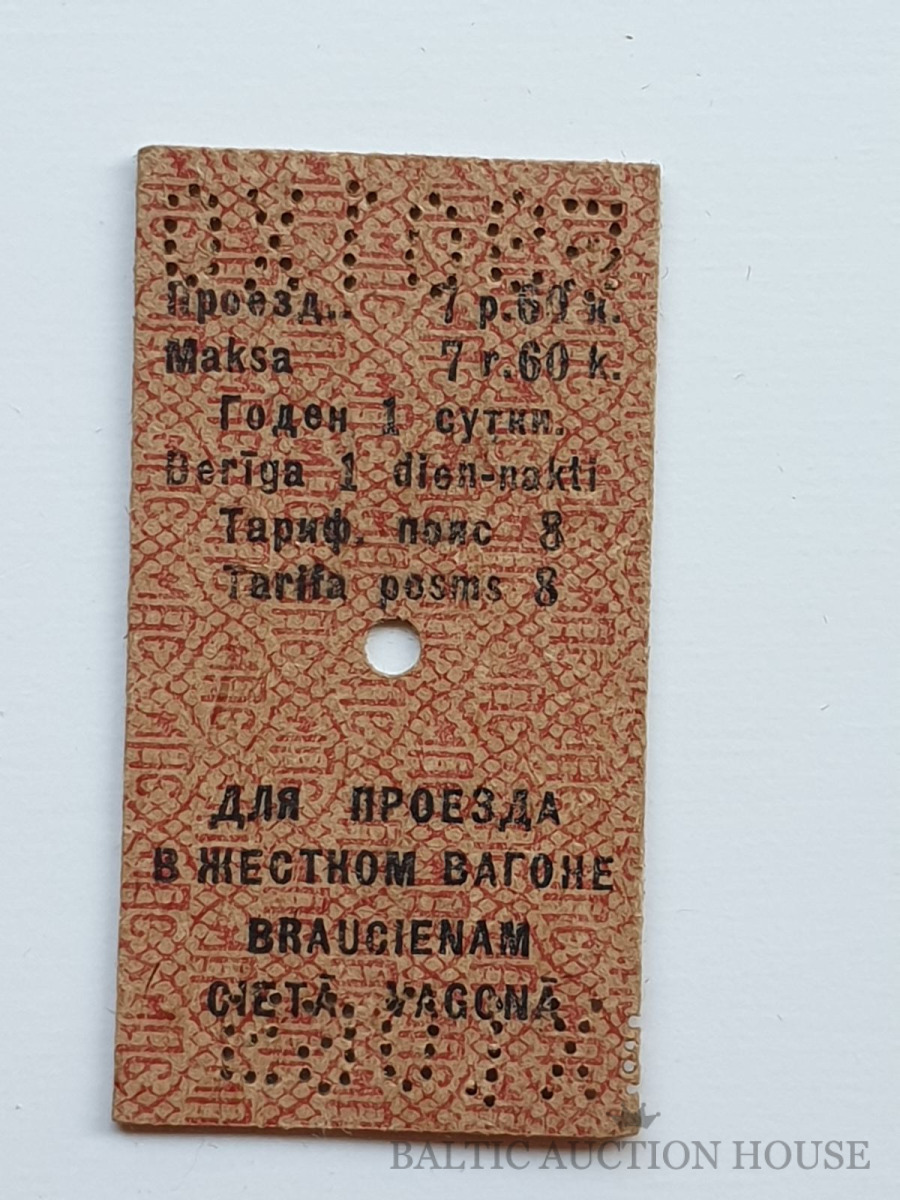 Проезд.. 7 р.60 к.
Maksa 7 r.60 k.
Годен 1 сутки.
Derīga 1 dien-nakti
Тариф. пояс 8
Tarifa posms 8
ДЛЯ ПРОЕЗДА
В ЖЕСТКОМ ВАГОНЕ
BRAUCIENAM
CIETĀ VAGONĀ
BALTIC AUCTION HOUSE